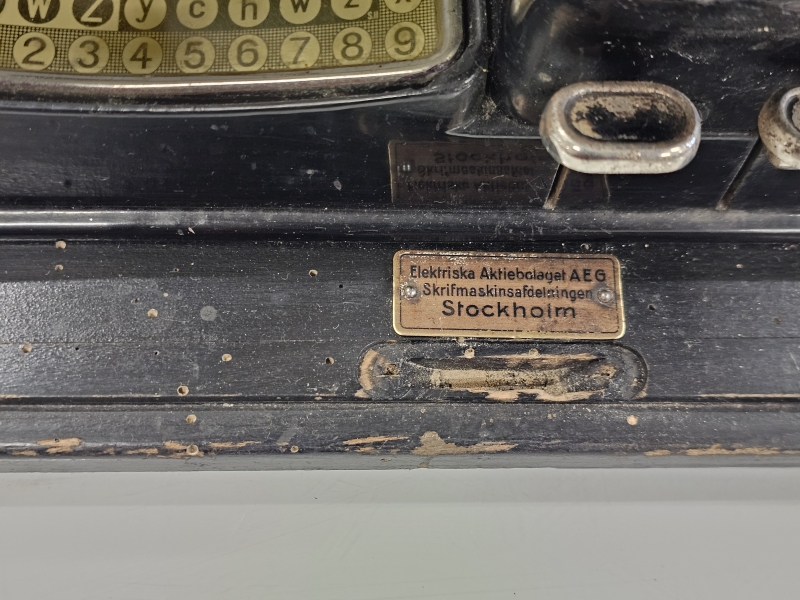 w Z y c h w z x
2 3 4 5 6 7 8 9
Elektriska Aktiebolaget AEG
Skrifmaskinsafdelningen
Stockholm